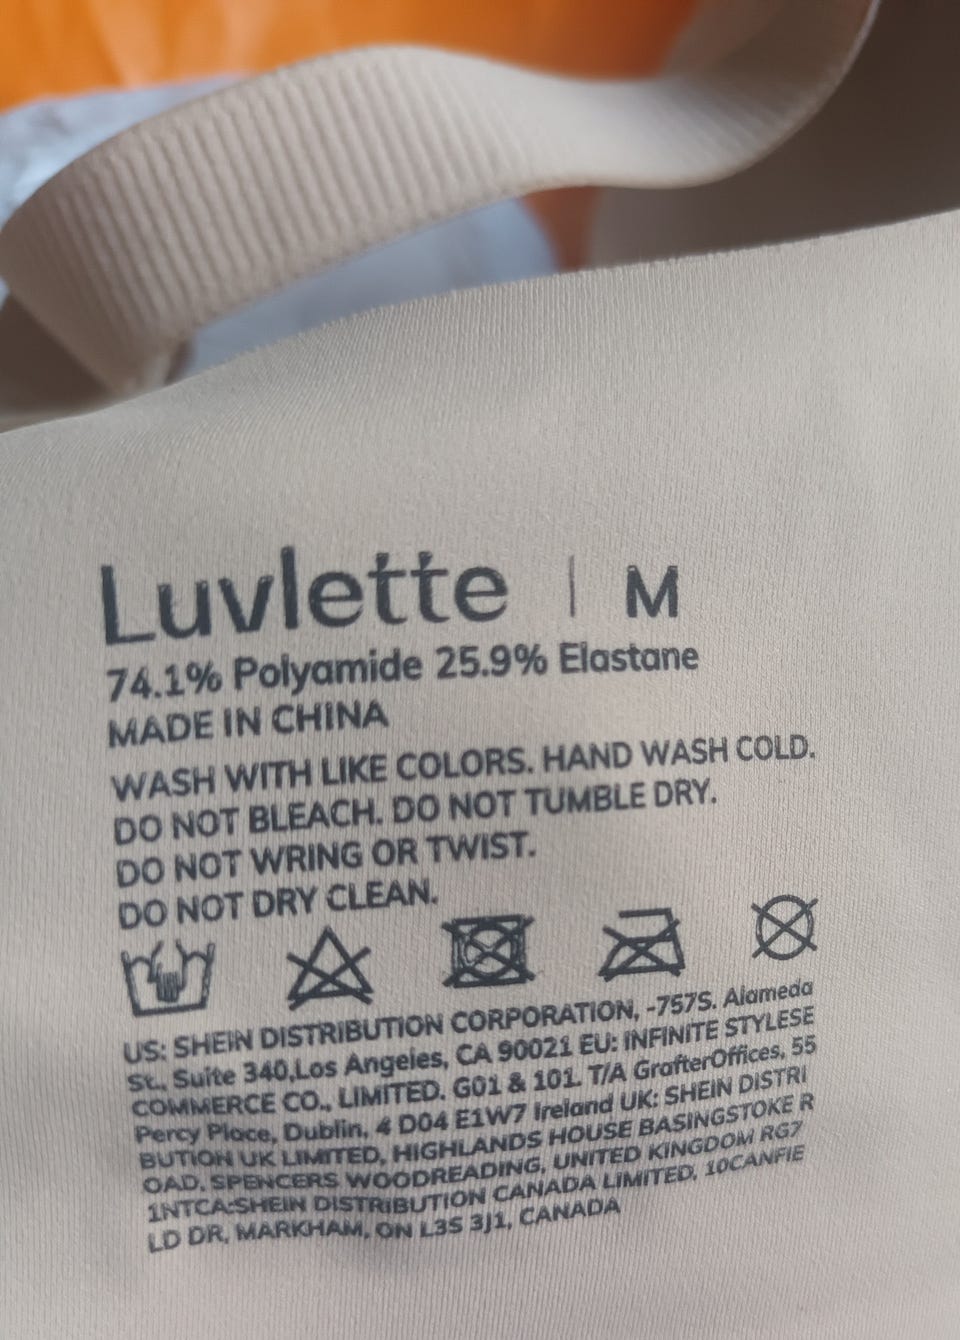 Luvlette | M
74.1% Polyamide 25.9% Elastane
MADE IN CHINA
WASH WITH LIKE COLORS. HAND WASH COLD.
DO NOT BLEACH. DO NOT TUMBLE DRY.
DO NOT WRING OR TWIST.
DO NOT DRY CLEAN.
US: SHEIN DISTRIBUTION CORPORATION, -757S. Alameda
St., Suite 340,Los Angeles, CA 90021 EU: INFINITE STYLESE
COMMERCE CO., LIMITED. G01 & 101. T/A GrafterOffices, 55
Percy Place, Dublin, 4 D04 E1W7 Ireland UK: SHEIN DISTRI
BUTION UK LIMITED, HIGHLANDS HOUSE BASINGSTOKE R
OAD, SPENCERS WOODREADING, UNITED KINGDOM RG7
1NTCA:SHEIN DISTRIBUTION CANADA LIMITED, 10CANFIE
LD DR, MARKHAM, ON L3S 3J1, CANADA